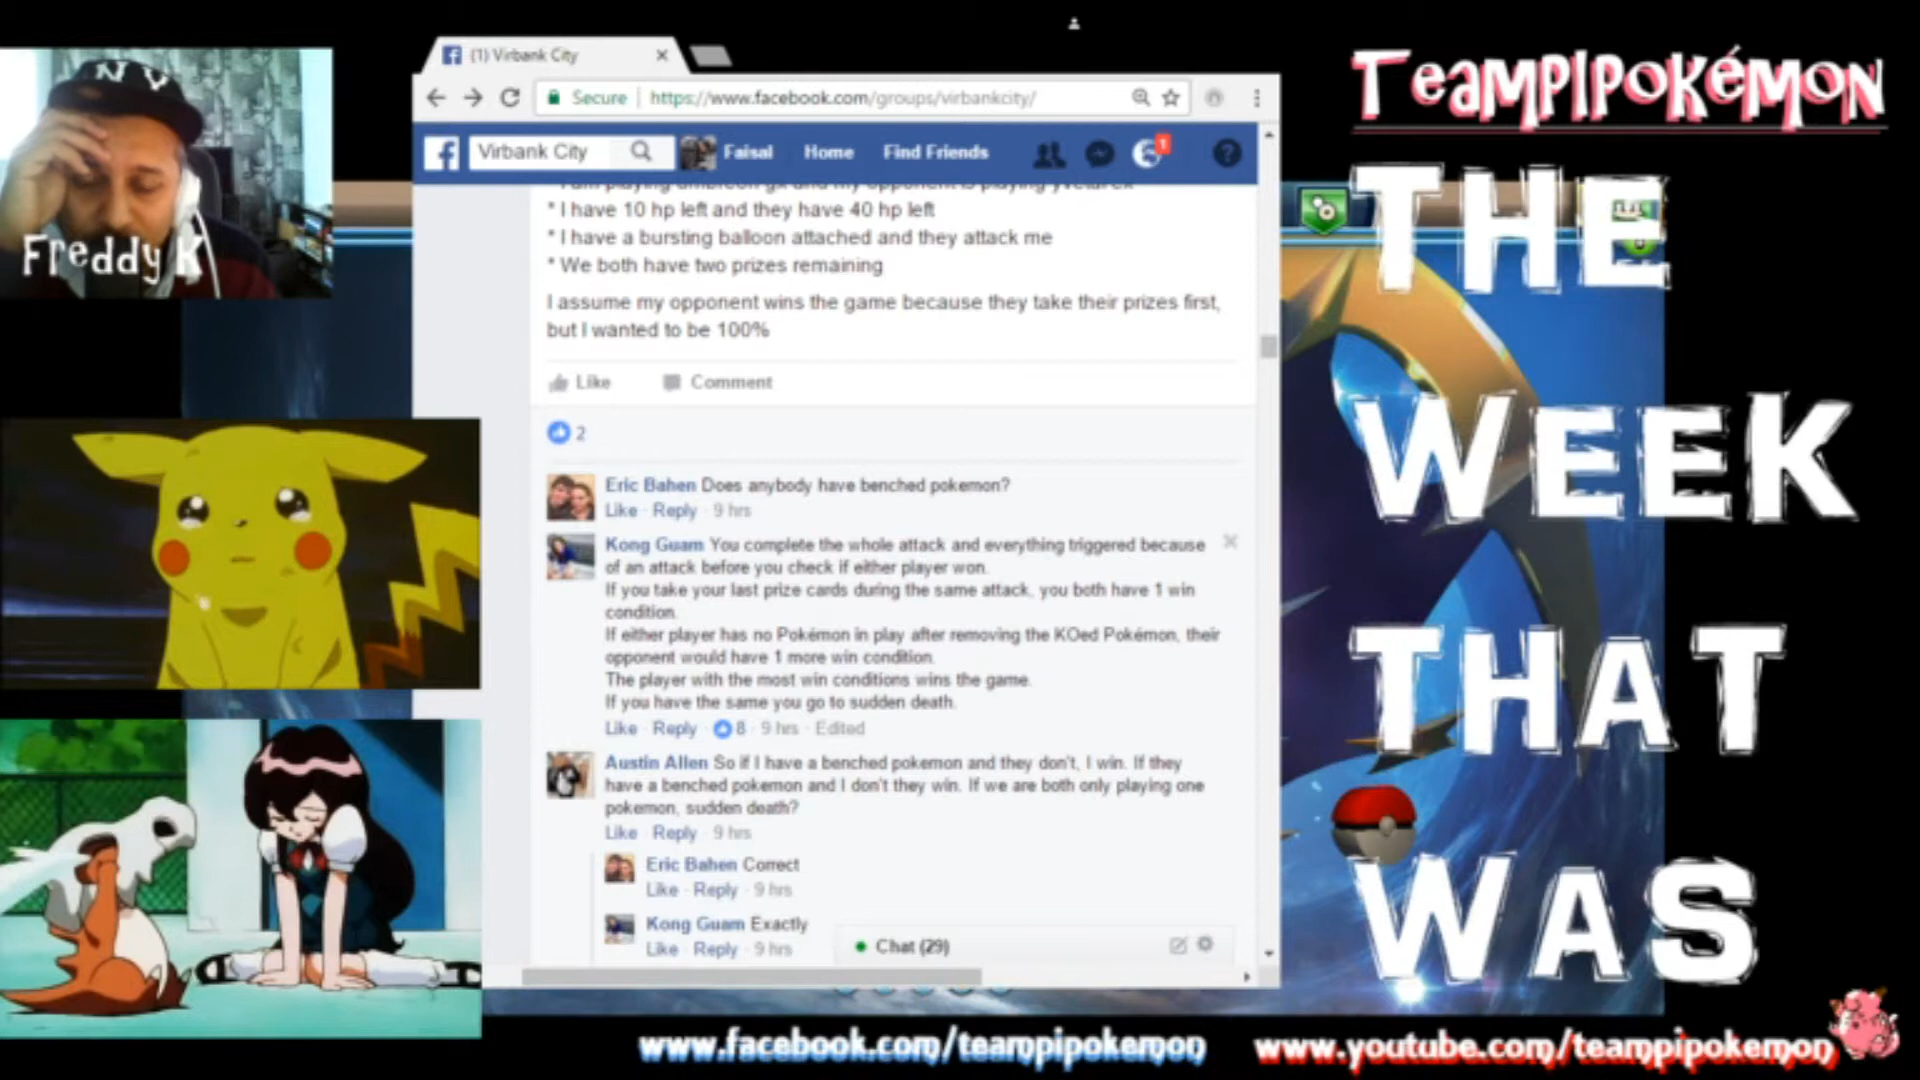 TeamPiPokémon
THE
WEEK
THAT
WAS
NY
Freddy K
(1) Virbank City
Secure https://www.facebook.com/groups/virbankcity/
Virbank City
Faisal Home Find Friends
1
* I have 10 hp left and they have 40 hp left
* I have a bursting balloon attached and they attack me
* We both have two prizes remaining
I assume my opponent wins the game because they take their prizes first,
but I wanted to be 100%
Like Comment
2
Eric Bahen Does anybody have benched pokemon?
Like · Reply · 9 hrs
Kong Guam You complete the whole attack and everything triggered because
of an attack before you check if either player won.
If you take your last prize cards during the same attack, you both have 1 win
condition.
If either player has no Pokémon in play after removing the KOed Pokémon, their
opponent would have 1 more win condition.
The player with the most win conditions wins the game.
If you have the same you go to sudden death.
Like · Reply · 8 · 9 hrs · Edited
Austin Allen So if I have a benched pokemon and they don't, I win. If they
have a benched pokemon and I don't they win. If we are both only playing one
pokemon, sudden death?
Like · Reply · 9 hrs
Eric Bahen Correct
Like · Reply · 9 hrs
Kong Guam Exactly
Like · Reply · 9 hrs
Chat (29)
www.facebook.com/teampipokemon
www.youtube.com/teampipokemon